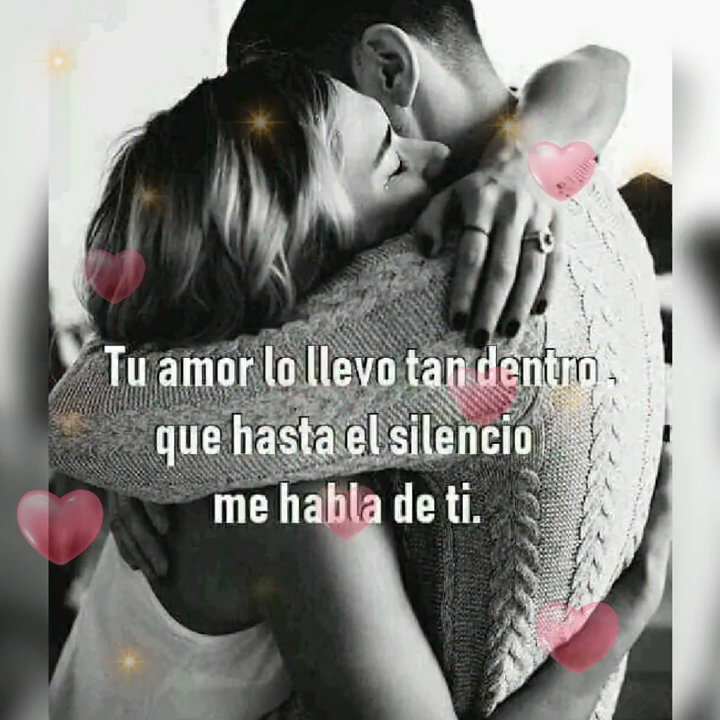 Tu amor lo llevo tan dentro .
que hasta el silencio
me habla de ti.